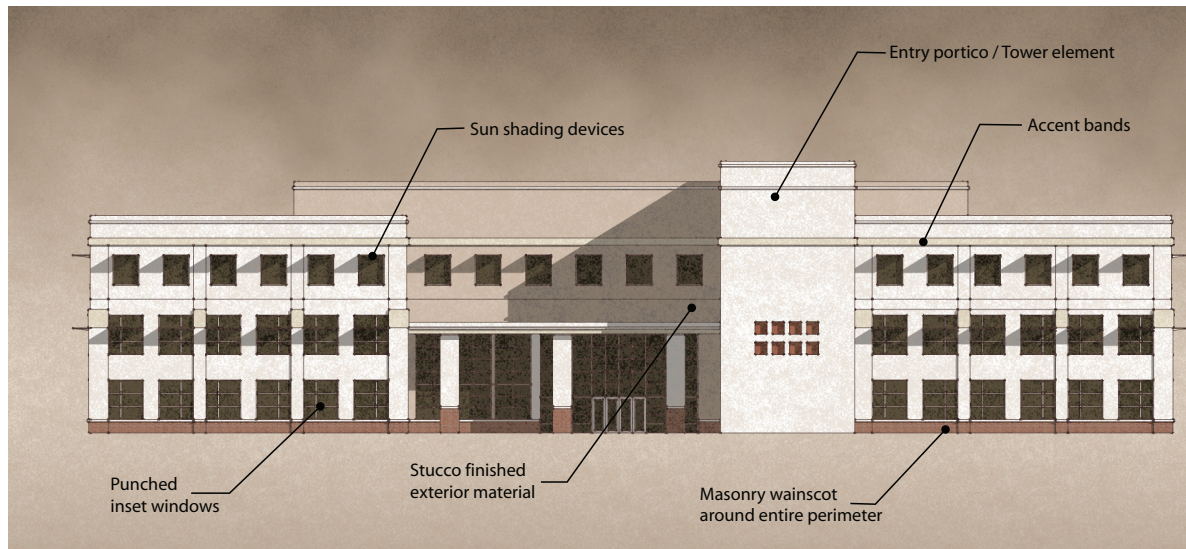 Entry portico / Tower element
Accent bands
Sun shading devices
Punched
inset windows
Stucco finished
exterior material
Masonry wainscot
around entire perimeter